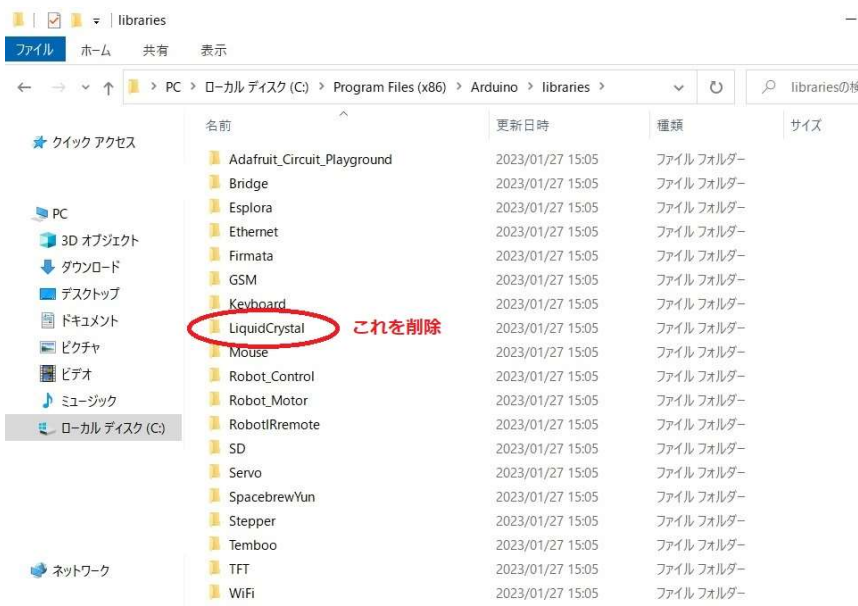 libraries
ファイル ホーム 共有 表示
PC ローカル ディスク (C:) Program Files (x86) Arduino libraries librariesの検
名前 更新日時 種類 サイズ
クイック アクセス
PC
3D オブジェクト
ダウンロード
デスクトップ
ドキュメント
ピクチャ
ビデオ
ミュージック
ローカル ディスク (C:)
ネットワーク
Adafruit_Circuit_Playground 2023/01/27 15:05 ファイル フォルダー
Bridge 2023/01/27 15:05 ファイル フォルダー
Esplora 2023/01/27 15:05 ファイル フォルダー
Ethernet 2023/01/27 15:05 ファイル フォルダー
Firmata 2023/01/27 15:05 ファイル フォルダー
GSM 2023/01/27 15:05 ファイル フォルダー
Keyboard 2023/01/27 15:05 ファイル フォルダー
LiquidCrystal これを削除 2023/01/27 15:05 ファイル フォルダー
Mouse 2023/01/27 15:05 ファイル フォルダー
Robot_Control 2023/01/27 15:05 ファイル フォルダー
Robot_Motor 2023/01/27 15:05 ファイル フォルダー
RobotIRremote 2023/01/27 15:05 ファイル フォルダー
SD 2023/01/27 15:05 ファイル フォルダー
Servo 2023/01/27 15:05 ファイル フォルダー
SpacebrewYun 2023/01/27 15:05 ファイル フォルダー
Stepper 2023/01/27 15:05 ファイル フォルダー
Temboo 2023/01/27 15:05 ファイル フォルダー
TFT 2023/01/27 15:05 ファイル フォルダー
WiFi 2023/01/27 15:05 ファイル フォルダー